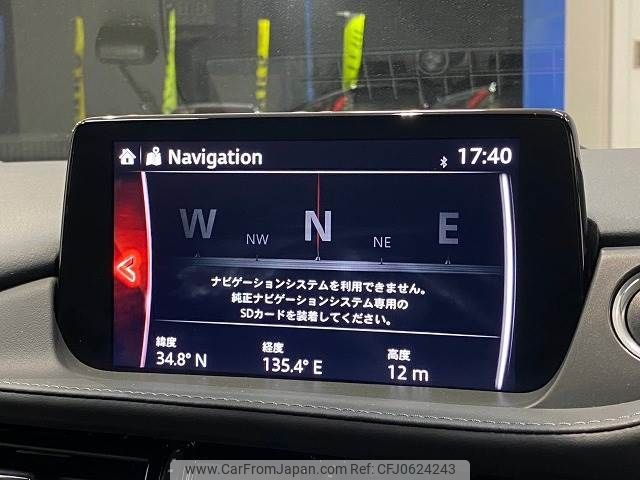 Navigation
17:40
W NW N NE E
ナビゲーションシステムを利用できません。
純正ナビゲーションシステム専用の
SDカードを装着してください。
緯度 経度 高度
34.8° N 135.4° E 12 m
www.CarFromJapan.com REFNO:CFJ-00624243